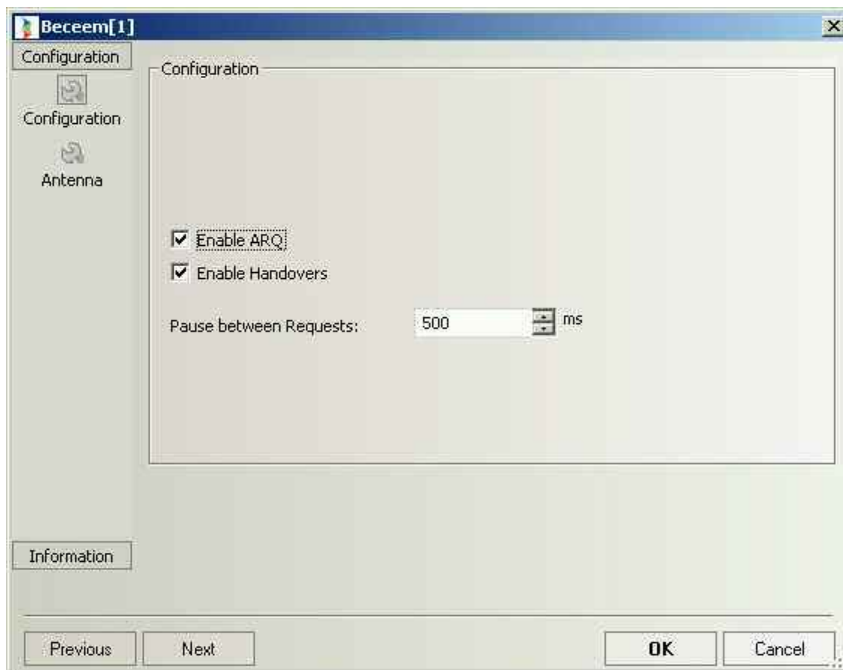 Beceem[1]
Configuration
Configuration
Antenna
Information
Configuration
Enable ARQ
Enable Handovers
Pause between Requests: 500 ms
Previous Next OK Cancel